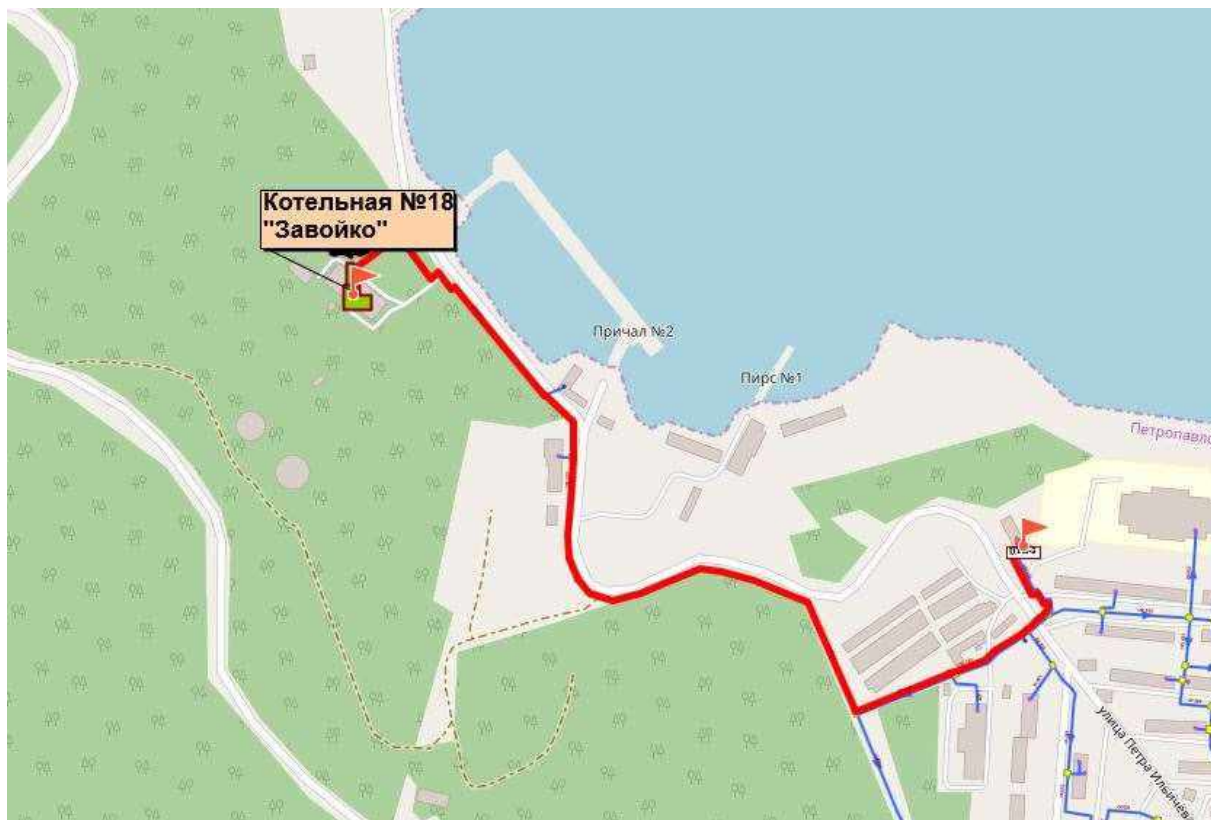 Котельная №18
"Завойко"
Причал №2
Пирс №1
Петропавло
улица Петра Ильичёва